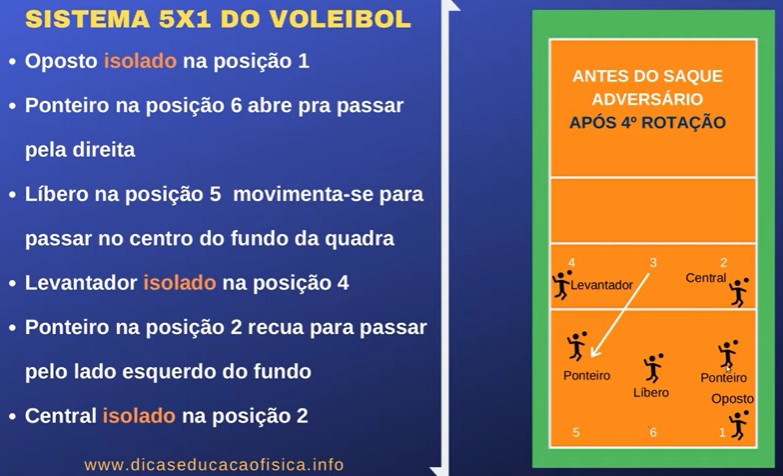 SISTEMA 5X1 DO VOLEIBOL
• Oposto isolado na posição 1
• Ponteiro na posição 6 abre pra passar
pela direita
• Líbero na posição 5 movimenta-se para
passar no centro do fundo da quadra
• Levantador isolado na posição 4
• Ponteiro na posição 2 recua para passar
pelo lado esquerdo do fundo
• Central isolado na posição 2
www.dicaseducacaofisica.info
ANTES DO SAQUE
ADVERSÁRIO
APÓS 4º ROTAÇÃO
4 3 2
Levantador Central
Ponteiro
Líbero
Ponteiro
Oposto
5 6 1